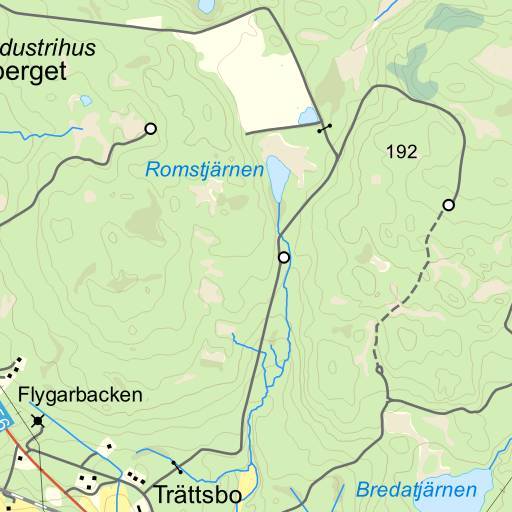 dustrihus
berget
192
Romstjärnen
Flygarbacken
Trättsbo
Bredatjärnen